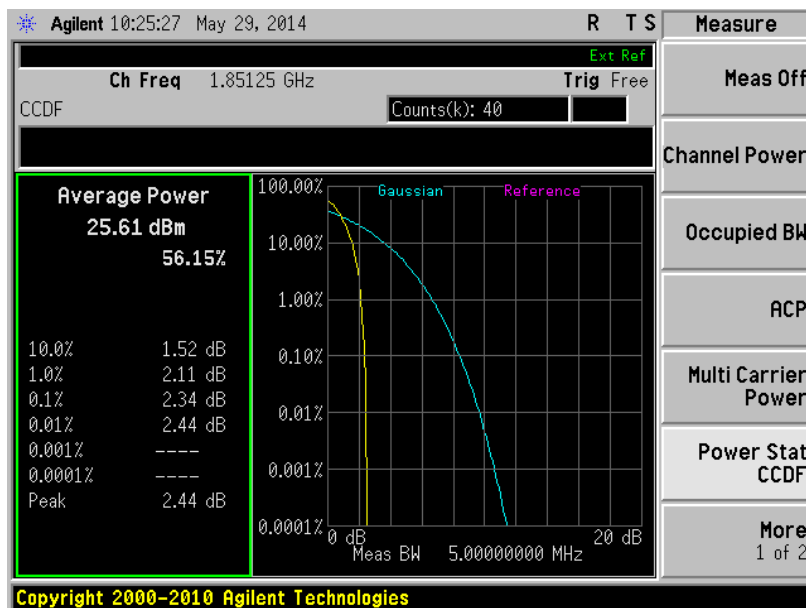 Agilent 10:25:27 May 29, 2014 R T S
Measure
Ext Ref
Ch Freq 1.85125 GHz Trig Free
CCDF Counts(k): 40
Average Power
25.61 dBm
56.15%
10.0% 1.52 dB
1.0% 2.11 dB
0.1% 2.34 dB
0.01% 2.44 dB
0.001% ----
0.0001% ----
Peak 2.44 dB
Gaussian Reference
100.00%
10.00%
1.00%
0.10%
0.01%
0.001%
0.0001%
0 dB 20 dB
Meas BW 5.00000000 MHz
Meas Off
Channel Power
Occupied BW
ACP
Multi Carrier
Power
Power Stat
CCDF
More
1 of 2
Copyright 2000-2010 Agilent Technologies